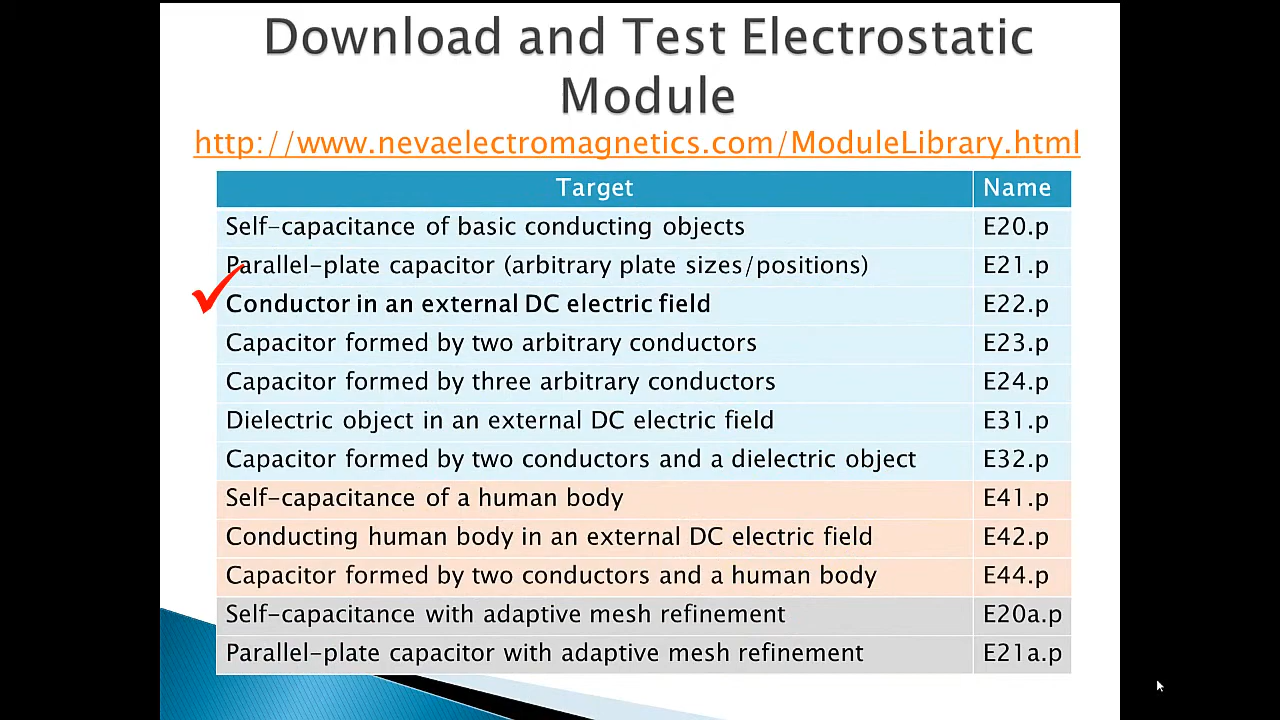 Download and Test Electrostatic
Module
http://www.nevaelectromagnetics.com/ModuleLibrary.html
Target Name
Self-capacitance of basic conducting objects E20.p
Parallel-plate capacitor (arbitrary plate sizes/positions) E21.p
Conductor in an external DC electric field E22.p
Capacitor formed by two arbitrary conductors E23.p
Capacitor formed by three arbitrary conductors E24.p
Dielectric object in an external DC electric field E31.p
Capacitor formed by two conductors and a dielectric object E32.p
Self-capacitance of a human body E41.p
Conducting human body in an external DC electric field E42.p
Capacitor formed by two conductors and a human body E44.p
Self-capacitance with adaptive mesh refinement E20a.p
Parallel-plate capacitor with adaptive mesh refinement E21a.p